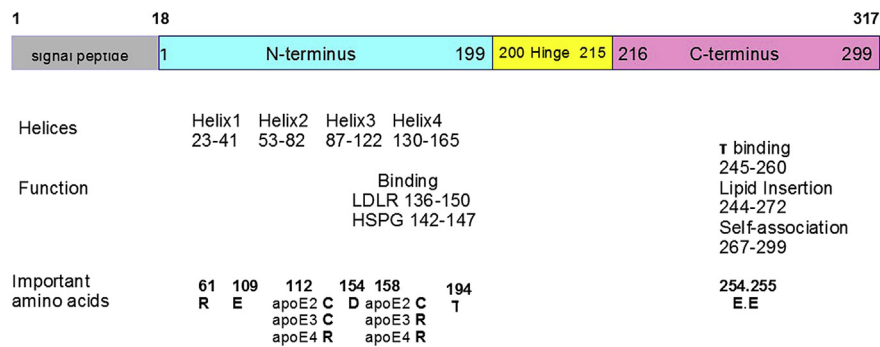 1 18 317
signal peptide 1 N-terminus 199 200 Hinge 215 216 C-terminus 299
Helices Helix1 Helix2 Helix3 Helix4
23-41 53-82 87-122 130-165
τ binding
245-260
Function Binding Lipid Insertion
LDLR 136-150 244-272
HSPG 142-147 Self-association
267-299
Important 61 109 112 154 158 194 254.255
amino acids R E apoE2 C D apoE2 C T E.E
apoE3 C apoE3 R
apoE4 R apoE4 R